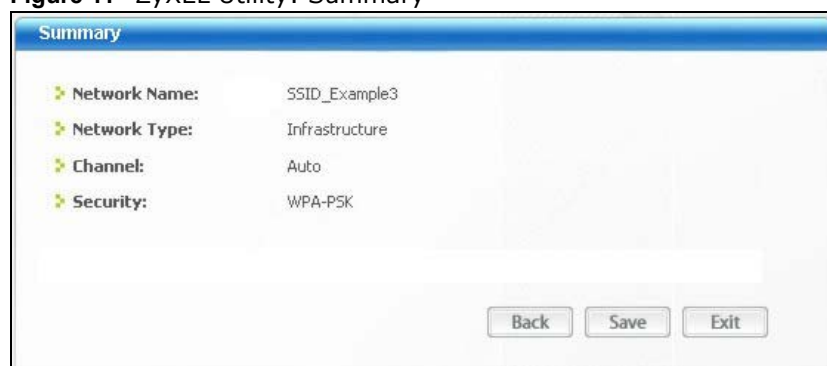 Figure 41 ZyXEL Utility: Summary
Summary
Network Name: SSID_Example3
Network Type: Infrastructure
Channel: Auto
Security: WPA-PSK
Back Save Exit